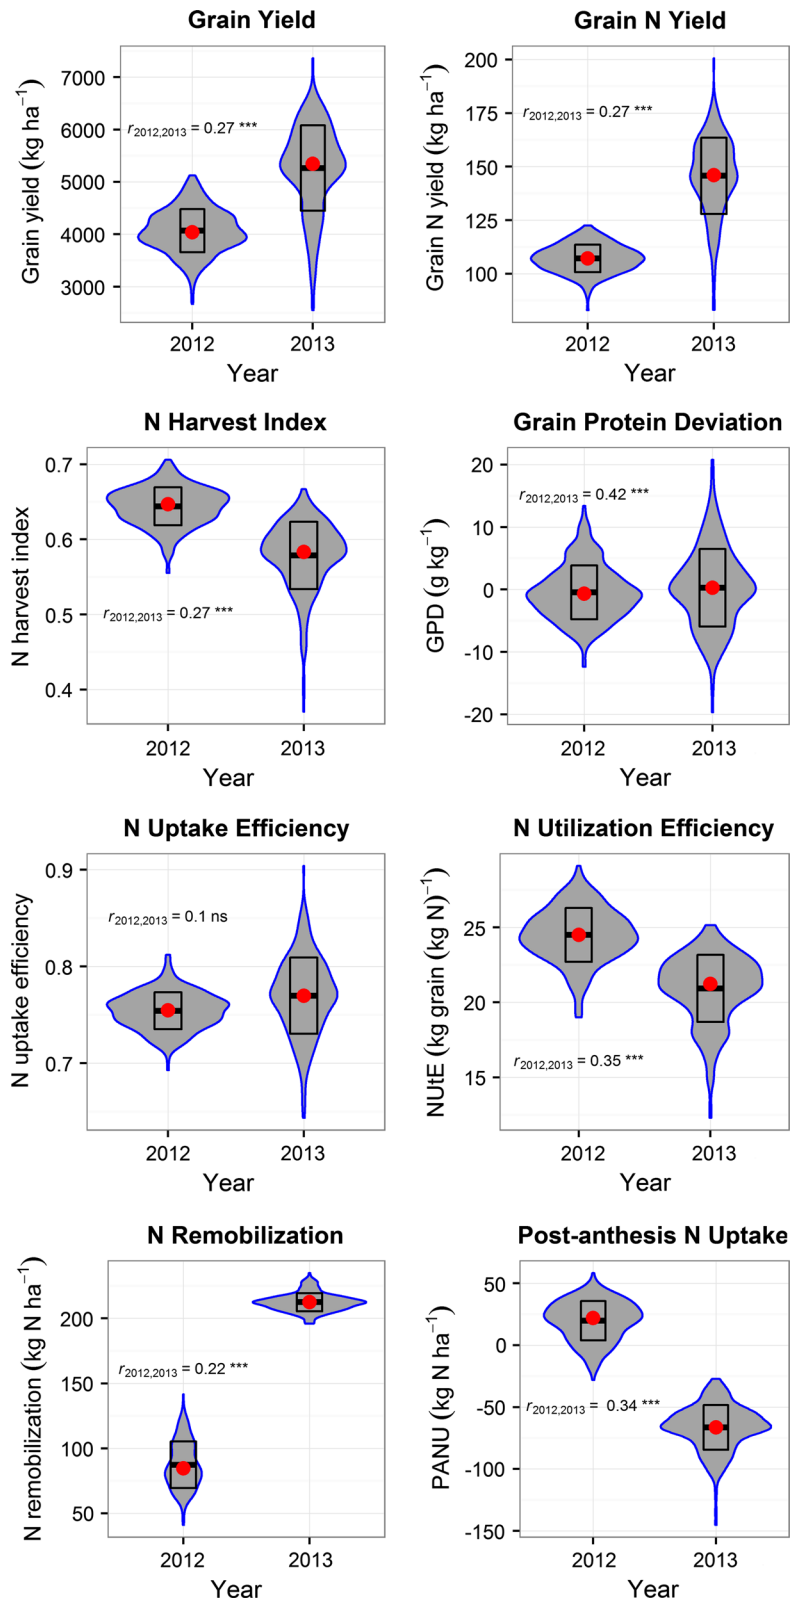 Grain Yield
Grain yield (kg ha⁻¹)
7000
6000
5000
4000
3000
r2012,2013 = 0.27 ***
2012 2013
Year
Grain N Yield
Grain N yield (kg ha⁻¹)
200
175
150
125
100
r2012,2013 = 0.27 ***
2012 2013
Year
N Harvest Index
N harvest index
0.7
0.6
0.5
0.4
r2012,2013 = 0.27 ***
2012 2013
Year
Grain Protein Deviation
GPD (g kg⁻¹)
20
10
0
-10
-20
r2012,2013 = 0.42 ***
2012 2013
Year
N Uptake Efficiency
N uptake efficiency
0.9
0.8
0.7
r2012,2013 = 0.1 ns
2012 2013
Year
N Utilization Efficiency
NUtE (kg grain (kg N)⁻¹)
25
20
15
r2012,2013 = 0.35 ***
2012 2013
Year
N Remobilization
N remobilization (kg N ha⁻¹)
200
150
100
50
r2012,2013 = 0.22 ***
2012 2013
Year
Post-anthesis N Uptake
PANU (kg N ha⁻¹)
50
0
-50
-100
-150
r2012,2013 = 0.34 ***
2012 2013
Year